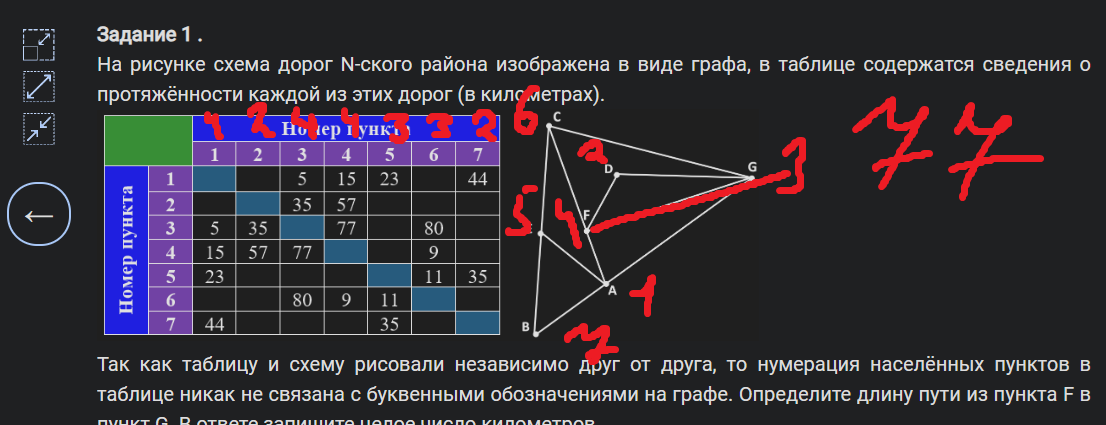 Задание 1 .
На рисунке схема дорог N-ского района изображена в виде графа, в таблице содержатся сведения о
протяжённости каждой из этих дорог (в километрах).
4 2 4 4 3 3 2
Номер пункта
1 2 3 4 5 6 7
Номер пункта
1 5 15 23 44
2 35 57
3 5 35 77 80
4 15 57 77 9
5 23 11 35
6 80 9 11
7 44 35
6 C
2 D
G 3
5
4 F
A 1
B 7
77
Так как таблицу и схему рисовали независимо друг от друга, то нумерация населённых пунктов в
таблице никак не связана с буквенными обозначениями на графе. Определите длину пути из пункта F в
пункт G. В ответе запишите целое число километров.